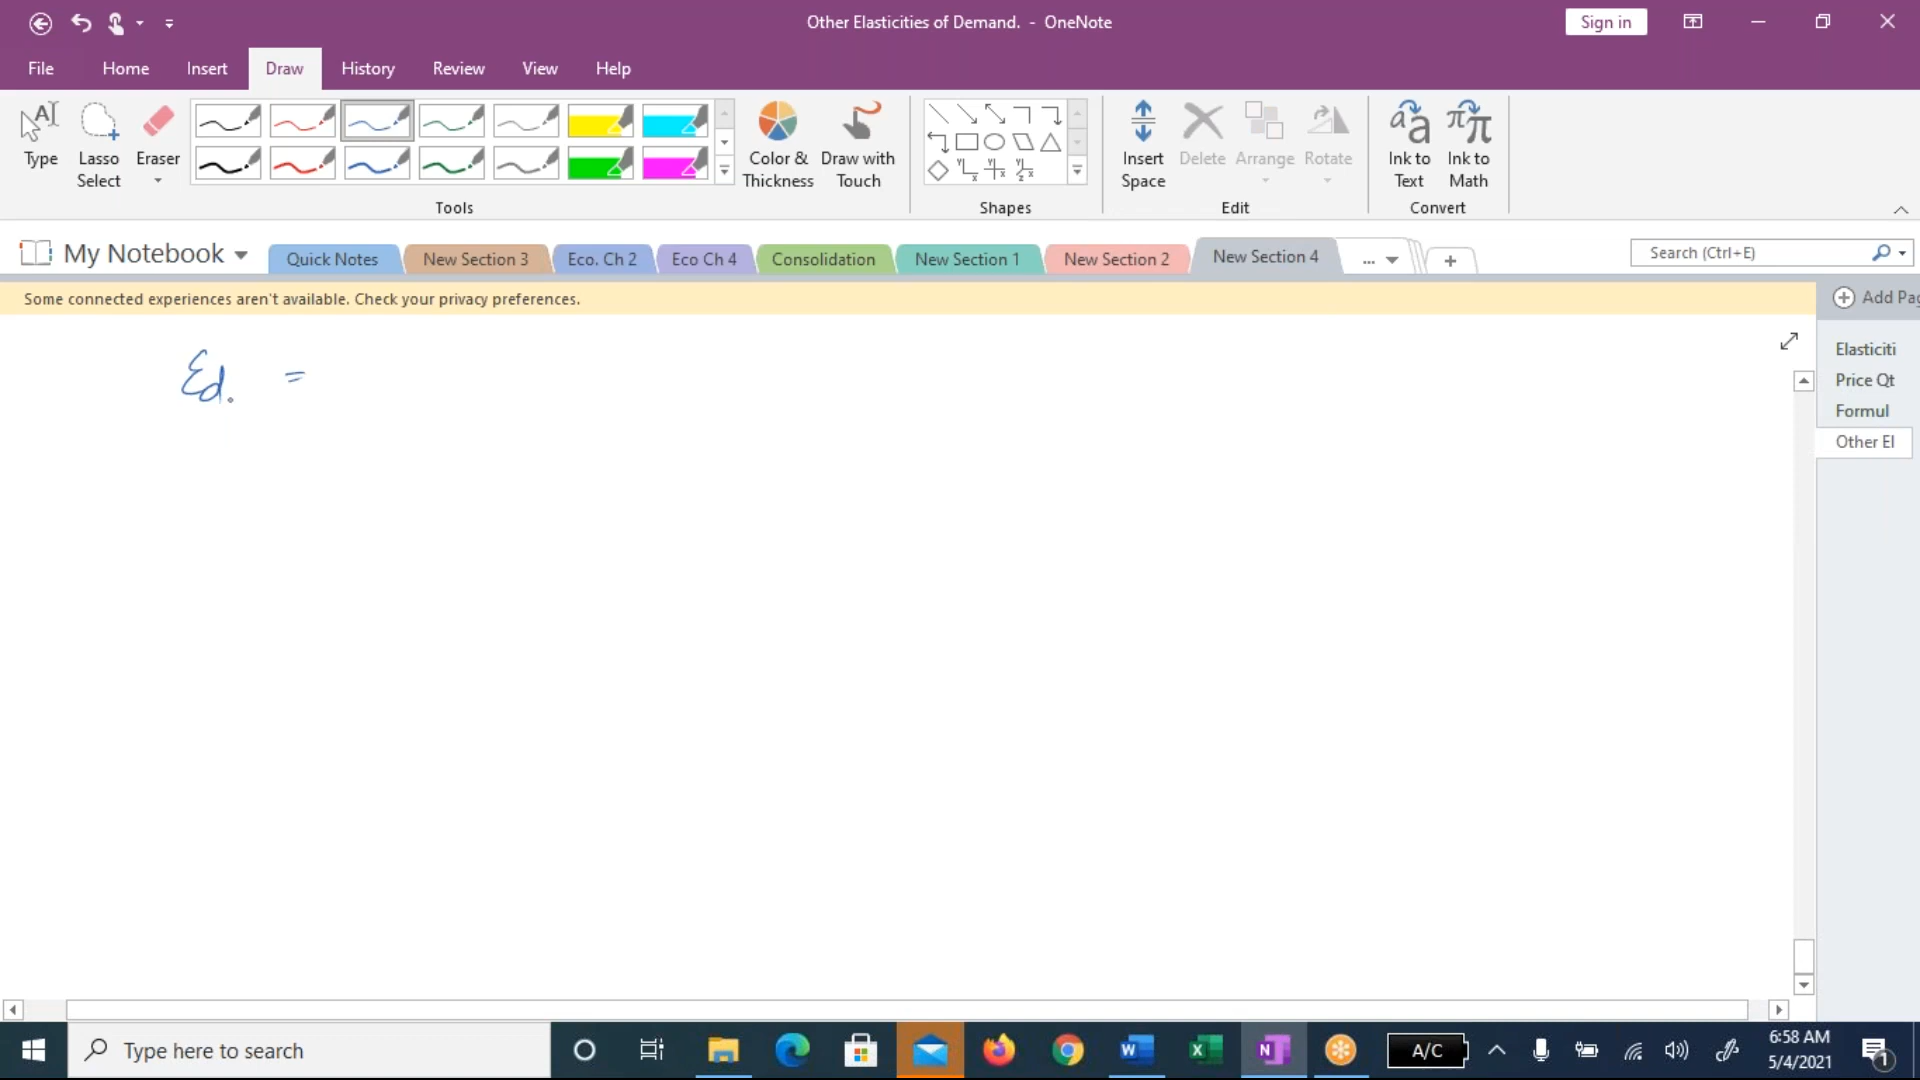 Other Elasticities of Demand. - OneNote
Sign in
File Home Insert Draw History Review View Help
Type
Lasso Select
Eraser
Color & Thickness
Draw with Touch
Insert Space
Delete
Arrange
Rotate
Ink to Text
Ink to Math
Tools
Shapes
Edit
Convert
My Notebook
Quick Notes New Section 3 Eco. Ch 2 Eco Ch 4 Consolidation New Section 1 New Section 2 New Section 4 ...
Search (Ctrl+E)
Some connected experiences aren't available. Check your privacy preferences.
Add Pag
Elasticiti
Price Qt
Formul
Other El
Ed. =
Type here to search
A/C
6:58 AM
5/4/2021
1